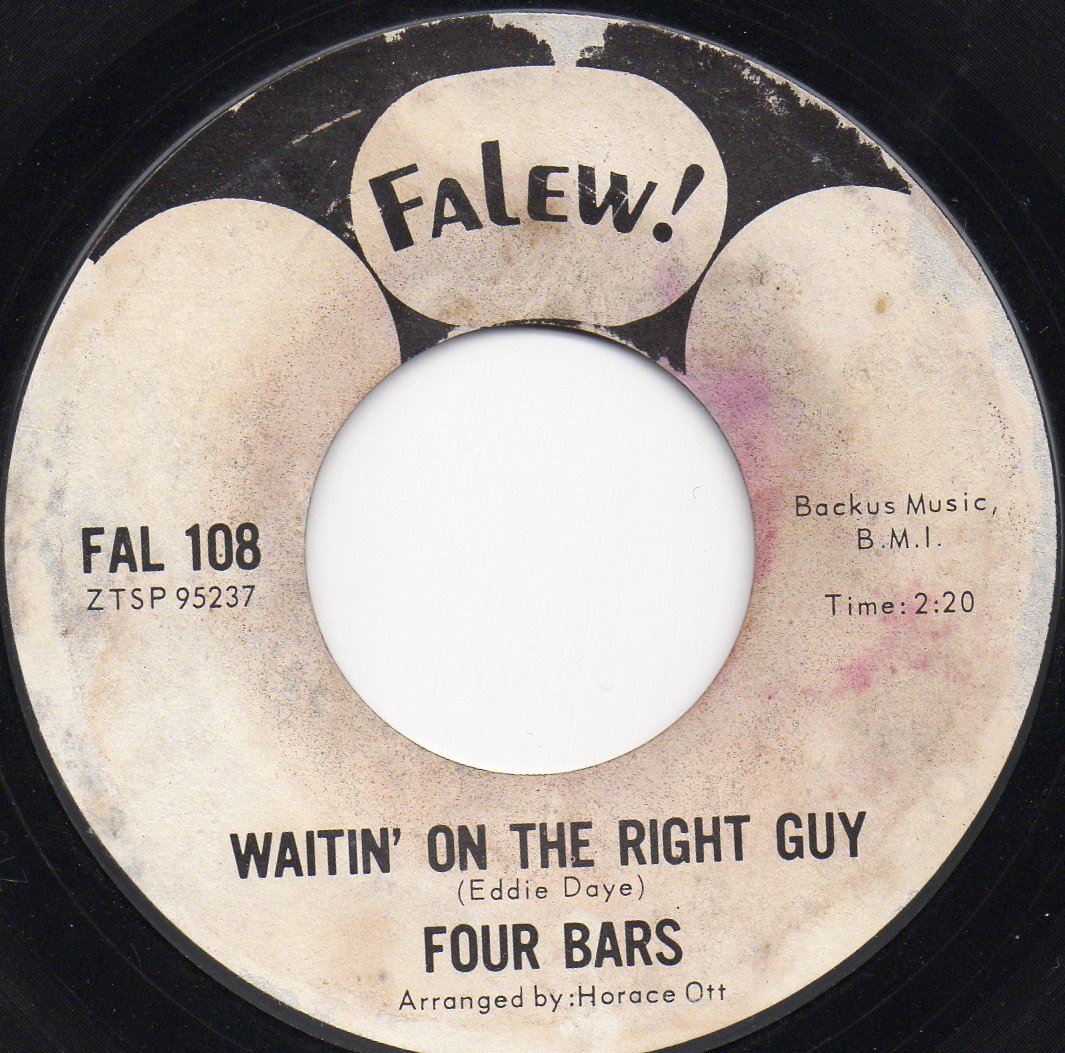 FALEW!
FAL 108
ZTSP 95237
Backus Music,
B.M.I.
Time: 2:20
WAITIN' ON THE RIGHT GUY
(Eddie Daye)
FOUR BARS
Arranged by: Horace Ott